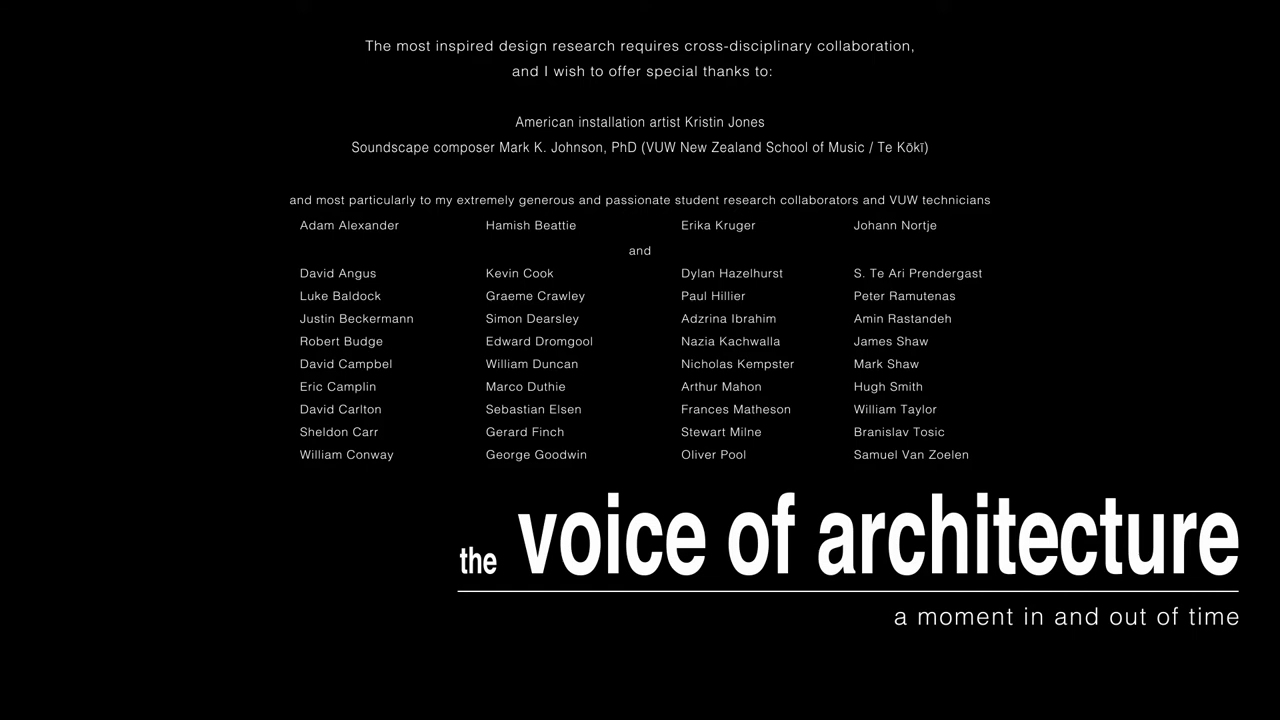 The most inspired design research requires cross-disciplinary collaboration,
and I wish to offer special thanks to:
American installation artist Kristin Jones
Soundscape composer Mark K. Johnson, PhD (VUW New Zealand School of Music / Te Kōkī)
and most particularly to my extremely generous and passionate student research collaborators and VUW technicians
Adam Alexander Hamish Beattie Erika Kruger Johann Nortje
and
David Angus Kevin Cook Dylan Hazelhurst S. Te Ari Prendergast
Luke Baldock Graeme Crawley Paul Hillier Peter Ramutenas
Justin Beckermann Simon Dearsley Adzrina Ibrahim Amin Rastandeh
Robert Budge Edward Dromgool Nazia Kachwalla James Shaw
David Campbel William Duncan Nicholas Kempster Mark Shaw
Eric Camplin Marco Duthie Arthur Mahon Hugh Smith
David Carlton Sebastian Elsen Frances Matheson William Taylor
Sheldon Carr Gerard Finch Stewart Milne Branislav Tosic
William Conway George Goodwin Oliver Pool Samuel Van Zoelen
the voice of architecture
a moment in and out of time